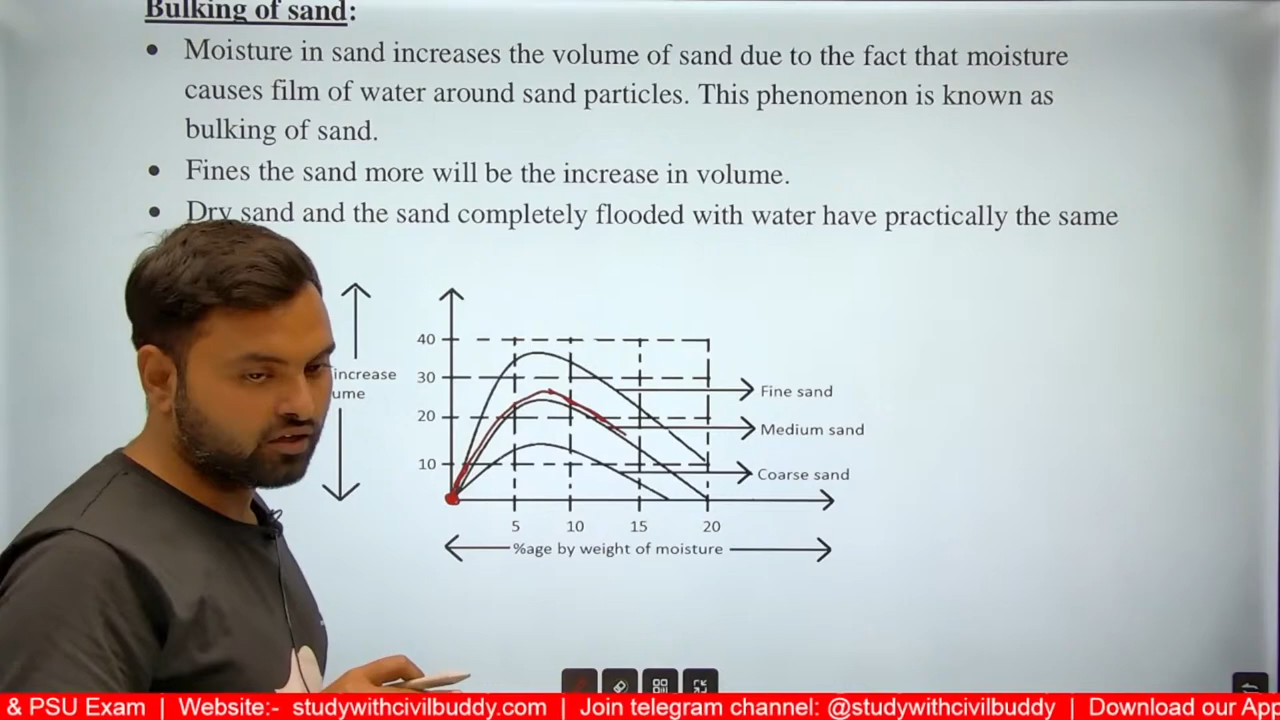 Bulking of sand:
• Moisture in sand increases the volume of sand due to the fact that moisture
causes film of water around sand particles. This phenomenon is known as
bulking of sand.
• Fines the sand more will be the increase in volume.
• Dry sand and the sand completely flooded with water have practically the same
increase
ume
40
30
20
10
Fine sand
Medium sand
Coarse sand
5 10 15 20
%age by weight of moisture
& PSU Exam | Website:- studywithcivilbuddy.com | Join telegram channel: @studywithcivilbuddy | Download our App